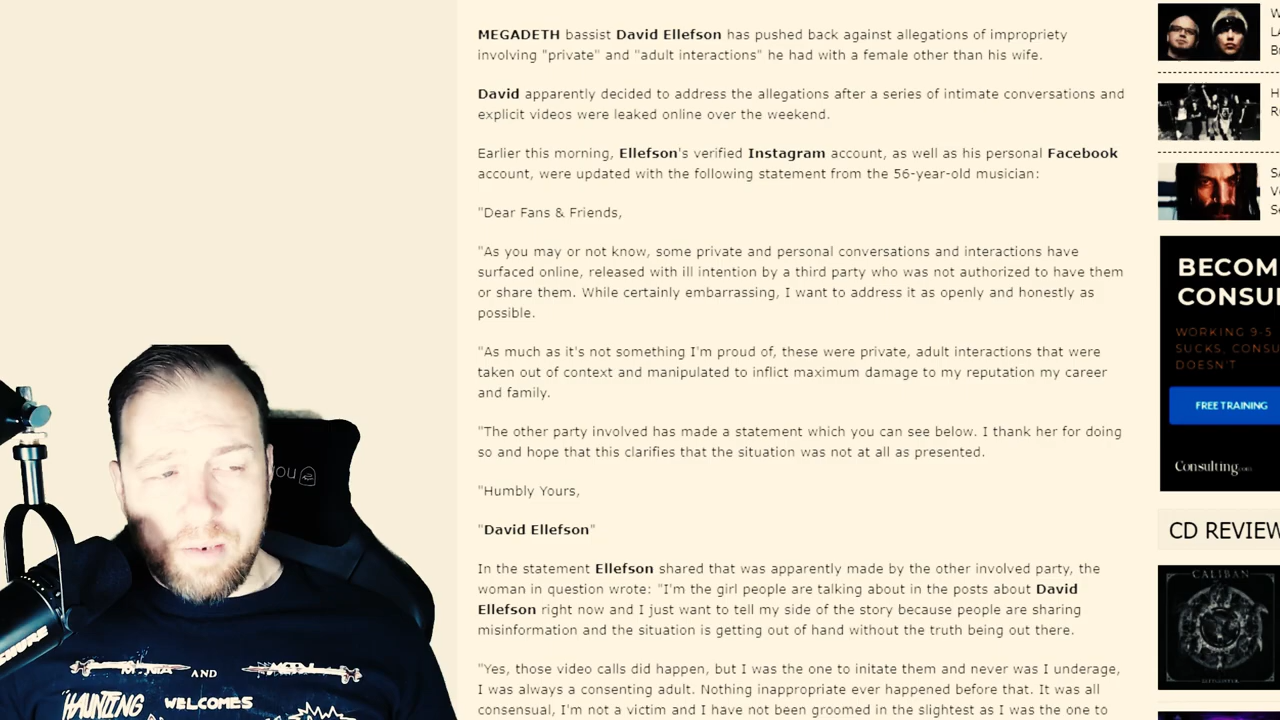 MEGADETH bassist David Ellefson has pushed back against allegations of impropriety
involving "private" and "adult interactions" he had with a female other than his wife.
David apparently decided to address the allegations after a series of intimate conversations and
explicit videos were leaked online over the weekend.
Earlier this morning, Ellefson's verified Instagram account, as well as his personal Facebook
account, were updated with the following statement from the 56-year-old musician:
"Dear Fans & Friends,
"As you may or not know, some private and personal conversations and interactions have
surfaced online, released with ill intention by a third party who was not authorized to have them
or share them. While certainly embarrassing, I want to address it as openly and honestly as
possible.
"As much as it's not something I'm proud of, these were private, adult interactions that were
taken out of context and manipulated to inflict maximum damage to my reputation my career
and family.
"The other party involved has made a statement which you can see below. I thank her for doing
so and hope that this clarifies that the situation was not at all as presented.
"Humbly Yours,
"David Ellefson"
In the statement Ellefson shared that was apparently made by the other involved party, the
woman in question wrote: "I'm the girl people are talking about in the posts about David
Ellefson right now and I just want to tell my side of the story because people are sharing
misinformation and the situation is getting out of hand without the truth being out there.
"Yes, those video calls did happen, but I was the one to initate them and never was I underage,
I was always a consenting adult. Nothing inappropriate ever happened before that. It was all
consensual, I'm not a victim and I have not been groomed in the slightest as I was the one to
BECOM
CONSU
WORKING 9-5
SUCKS, CONSU
DOESN'T
FREE TRAINING
Consulting.com
CD REVIEW
CALIBAN
SHURE
AND
HAUNTING WELCOMES